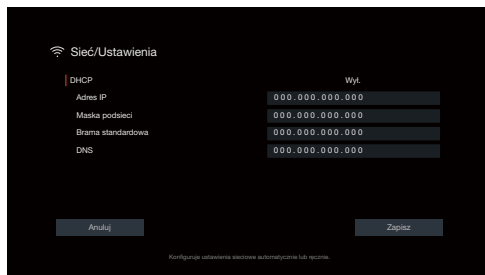 Sieć/Ustawienia
DHCP Wył.
Adres IP 000.000.000.000
Maska podsieci 000.000.000.000
Brama standardowa 000.000.000.000
DNS 000.000.000.000
Anuluj Zapisz
Konfiguruje ustawienia sieciowe automatycznie lub ręcznie.